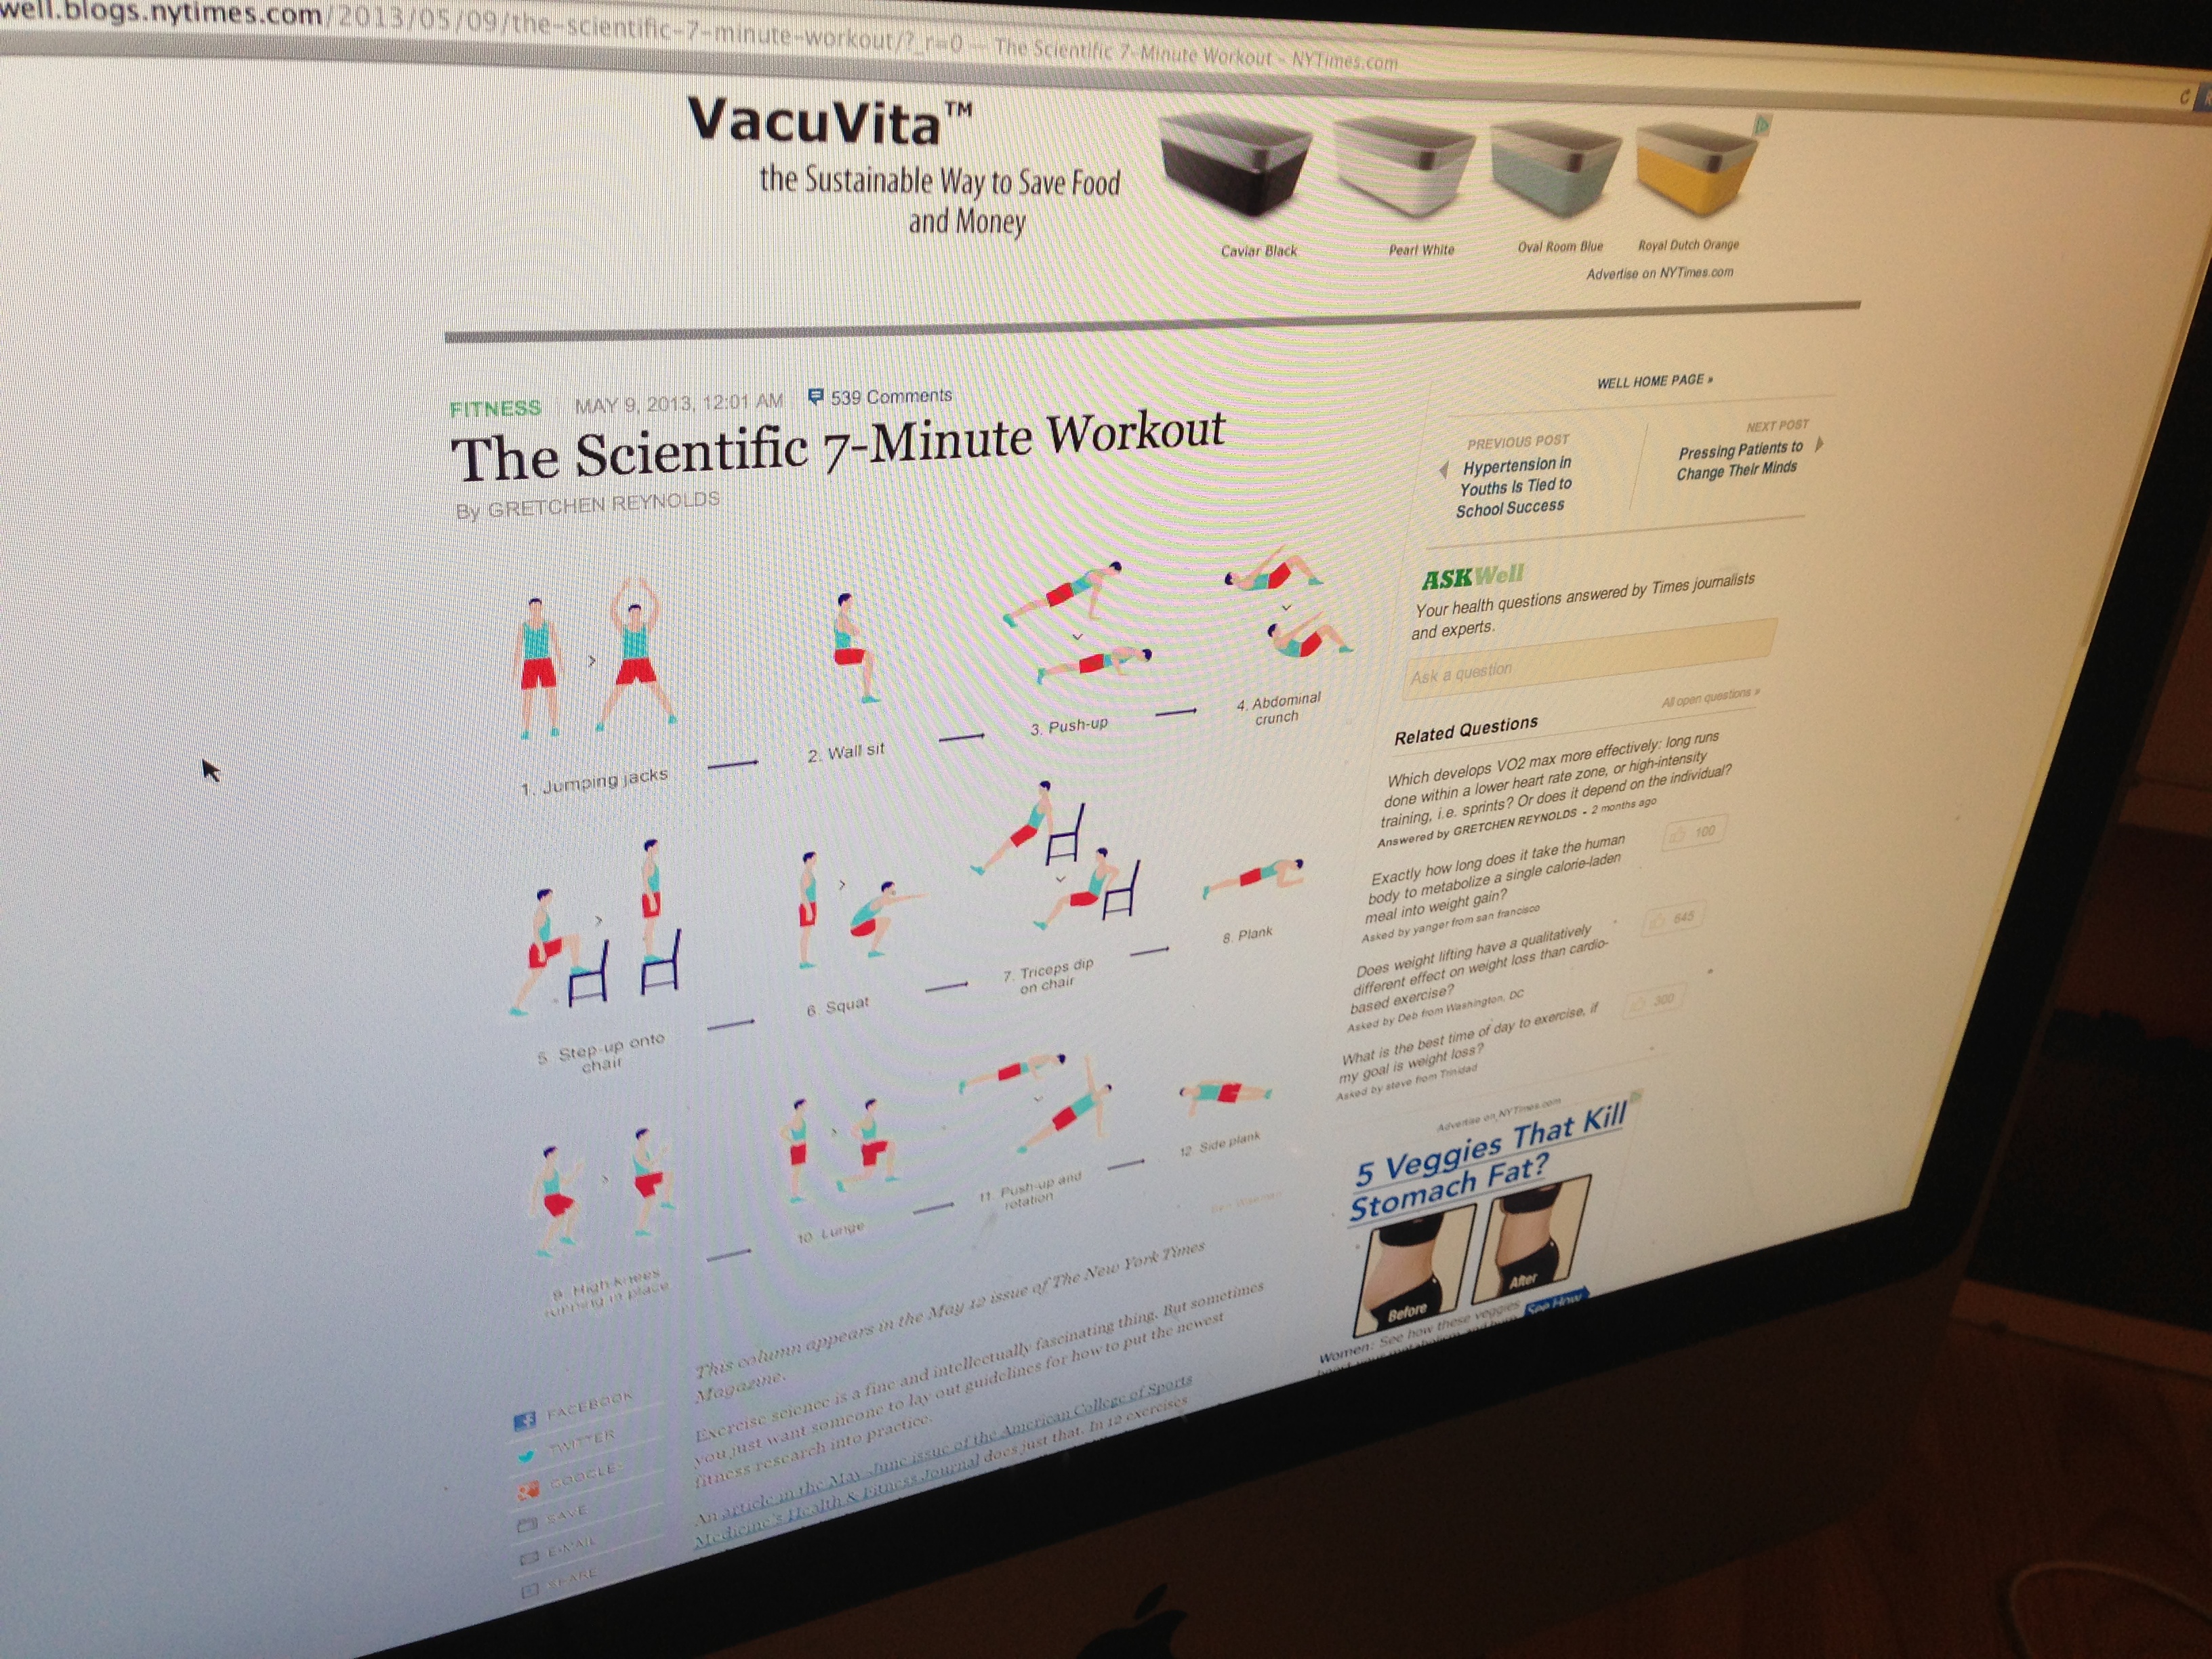 well.blogs.nytimes.com/2013/05/09/the-scientific-7-minute-workout/?_r=0 — The Scientific 7-Minute Workout - NYTimes.com
VacuVita™
the Sustainable Way to Save Food
and Money
Caviar Black
Pearl White
Oval Room Blue
Royal Dutch Orange
Advertise on NYTimes.com
FITNESS MAY 9, 2013, 12:01 AM 539 Comments
The Scientific 7-Minute Workout
By GRETCHEN REYNOLDS
1. Jumping jacks
2. Wall sit
3. Push-up
4. Abdominal
crunch
5. Step-up onto
chair
6. Squat
7. Triceps dip
on chair
8. Plank
9. High knees
running in place
10. Lunge
11. Push-up and
rotation
12. Side plank
FACEBOOK
TWITTER
GOOGLE+
SAVE
E-MAIL
SHARE
This column appears in the May 12 issue of The New York Times
Magazine.
Exercise science is a fine and intellectually fascinating thing. But sometimes
you just want someone to lay out guidelines for how to put the newest
fitness research into practice.
An article in the May-June issue of the American College of Sports
Medicine's Health & Fitness Journal does just that. In 12 exercises
WELL HOME PAGE »
PREVIOUS POST
Hypertension in
Youths Is Tied to
School Success
NEXT POST
Pressing Patients to
Change Their Minds
ASK Well
Your health questions answered by Times journalists
and experts.
Ask a question
All open questions »
Related Questions
Which develops VO2 max more effectively: long runs
done within a lower heart rate zone, or high-intensity
training, i.e. sprints? Or does it depend on the individual?
Answered by GRETCHEN REYNOLDS - 2 months ago
100
Exactly how long does it take the human
body to metabolize a single calorie-laden
meal into weight gain?
Asked by yanger from san francisco
645
Does weight lifting have a qualitatively
different effect on weight loss than cardio-
based exercise?
Asked by Deb from Washington, DC
300
What is the best time of day to exercise, if
my goal is weight loss?
Asked by steve from Trinidad
Advertise on NYTimes.com
5 Veggies That Kill
Stomach Fat?
Before
After
Women: See how these veggies
See How